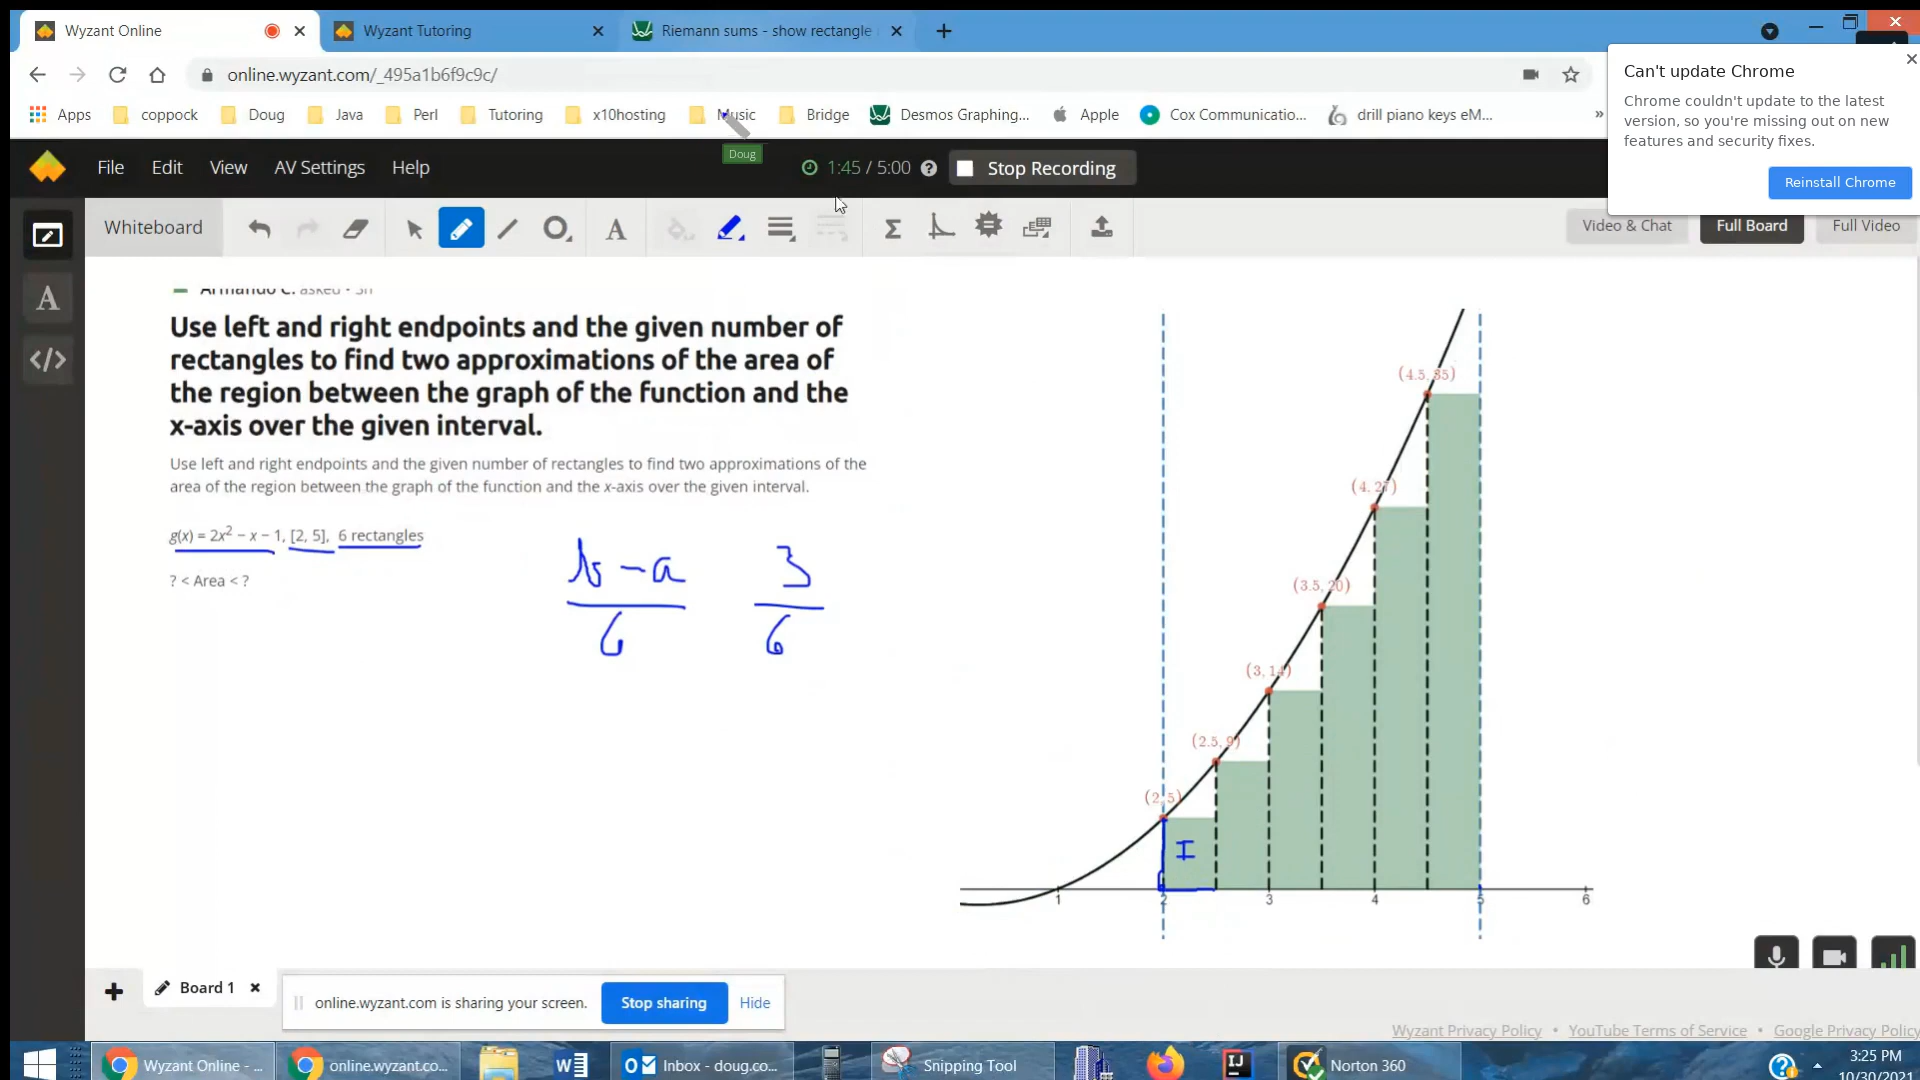 Wyzant Online
Wyzant Tutoring
Riemann sums - show rectangle
online.wyzant.com/_495a1b6f9c9c/
Can't update Chrome
Chrome couldn't update to the latest
version, so you're missing out on new
features and security fixes.
Reinstall Chrome
Apps coppock Doug Java Perl Tutoring x10hosting Music Bridge Desmos Graphing... Apple Cox Communicatio... drill piano keys eM... »
Doug
File Edit View AV Settings Help
1:45 / 5:00 ? Stop Recording
Whiteboard
A Σ
Video & Chat Full Board Full Video
A
</>
Armando C. asked • 3h
Use left and right endpoints and the given number of
rectangles to find two approximations of the area of
the region between the graph of the function and the
x-axis over the given interval.
Use left and right endpoints and the given number of rectangles to find two approximations of the
area of the region between the graph of the function and the x-axis over the given interval.
g(x) = 2x² − x − 1, [2, 5], 6 rectangles
? < Area < ?
b - a
6
3
6
(4.5, 35)
(4, 27)
(3.5, 20)
(3, 14)
(2.5, 9)
(2, 5)
I
1 2 3 4 5 6
Board 1
online.wyzant.com is sharing your screen. Stop sharing Hide
Wyzant Privacy Policy • YouTube Terms of Service • Google Privacy Policy
Wyzant Online - ... online.wyzant.co... W Inbox - doug.co... Snipping Tool IJ Norton 360
3:25 PM
10/30/2021